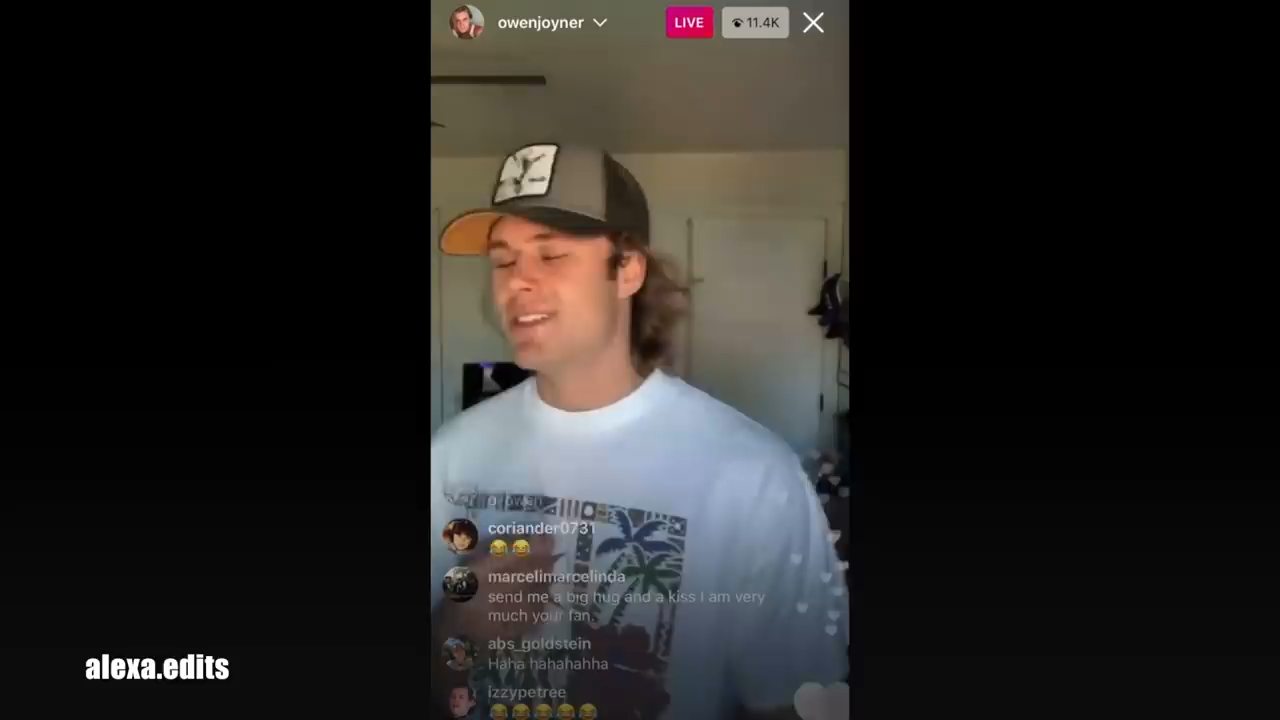 owenjoyner
LIVE
11.4K
coriander0731
😂😂
marcelimarcelinda
send me a big hug and a kiss I am very
much your fan.
abs_goldstein
Haha hahahahha
izzypetree
😂😂😂😂😂
alexa.edits